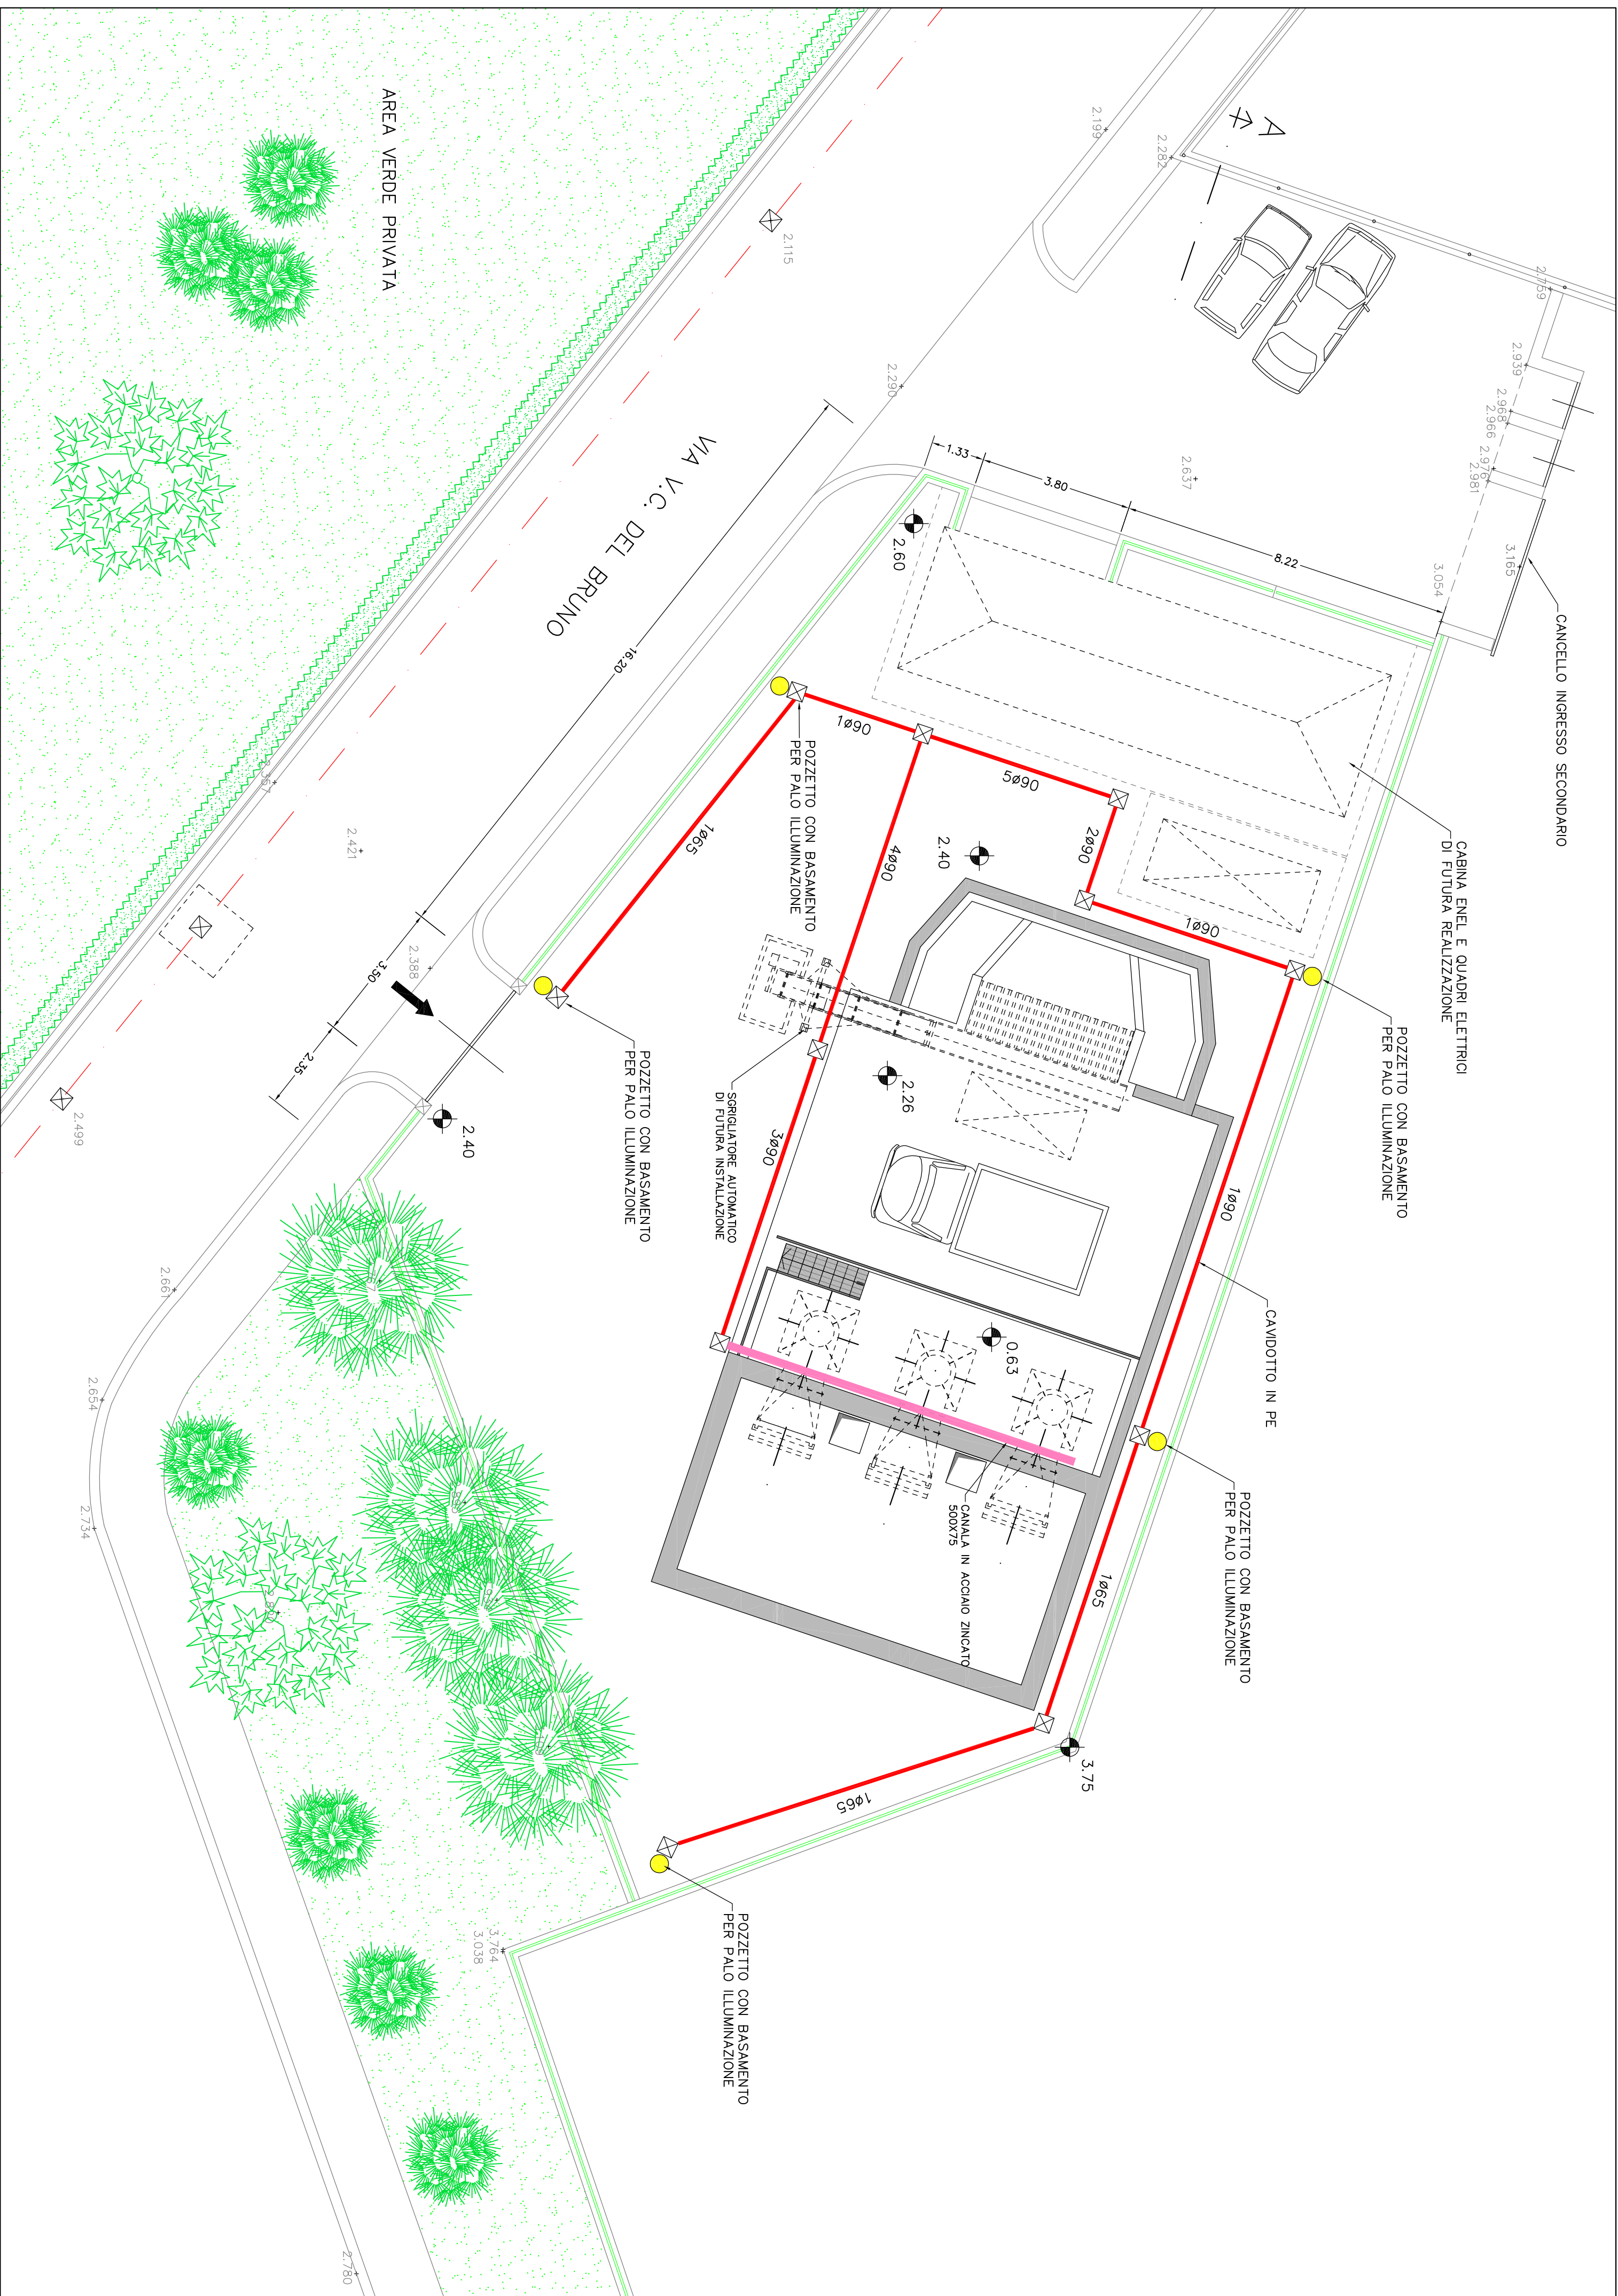 CANCELLO INGRESSO SECONDARIO
CABINA ENEL E QUADRI ELETTRICI
DI FUTURA REALIZZAZIONE
POZZETTO CON BASAMENTO
PER PALO ILLUMINAZIONE
CAVIDOTTO IN PE
POZZETTO CON BASAMENTO
PER PALO ILLUMINAZIONE
A
2.199
2.282
2.115
2.290
2.759
2.939
2.968
2.966
2.976
2.981
3.165
3.054
2.637
1.33
3.80
8.22
2.60
16.20
VIA V.C. DEL BRUNO
AREA VERDE PRIVATA
1ø90
5ø90
2ø90
1ø90
4ø90
1ø65
POZZETTO CON BASAMENTO
PER PALO ILLUMINAZIONE
2.40
2.26
3ø90
1ø90
SGRIGLIATORE AUTOMATICO
DI FUTURA INSTALLAZIONE
POZZETTO CON BASAMENTO
PER PALO ILLUMINAZIONE
2.421
2.388
3.50
2.35
2.40
2.499
0.63
CANALA IN ACCIAIO ZINCATO
500X75
1ø65
3.75
1ø65
POZZETTO CON BASAMENTO
PER PALO ILLUMINAZIONE
2.661
2.654
2.734
3.764
3.038
2.780